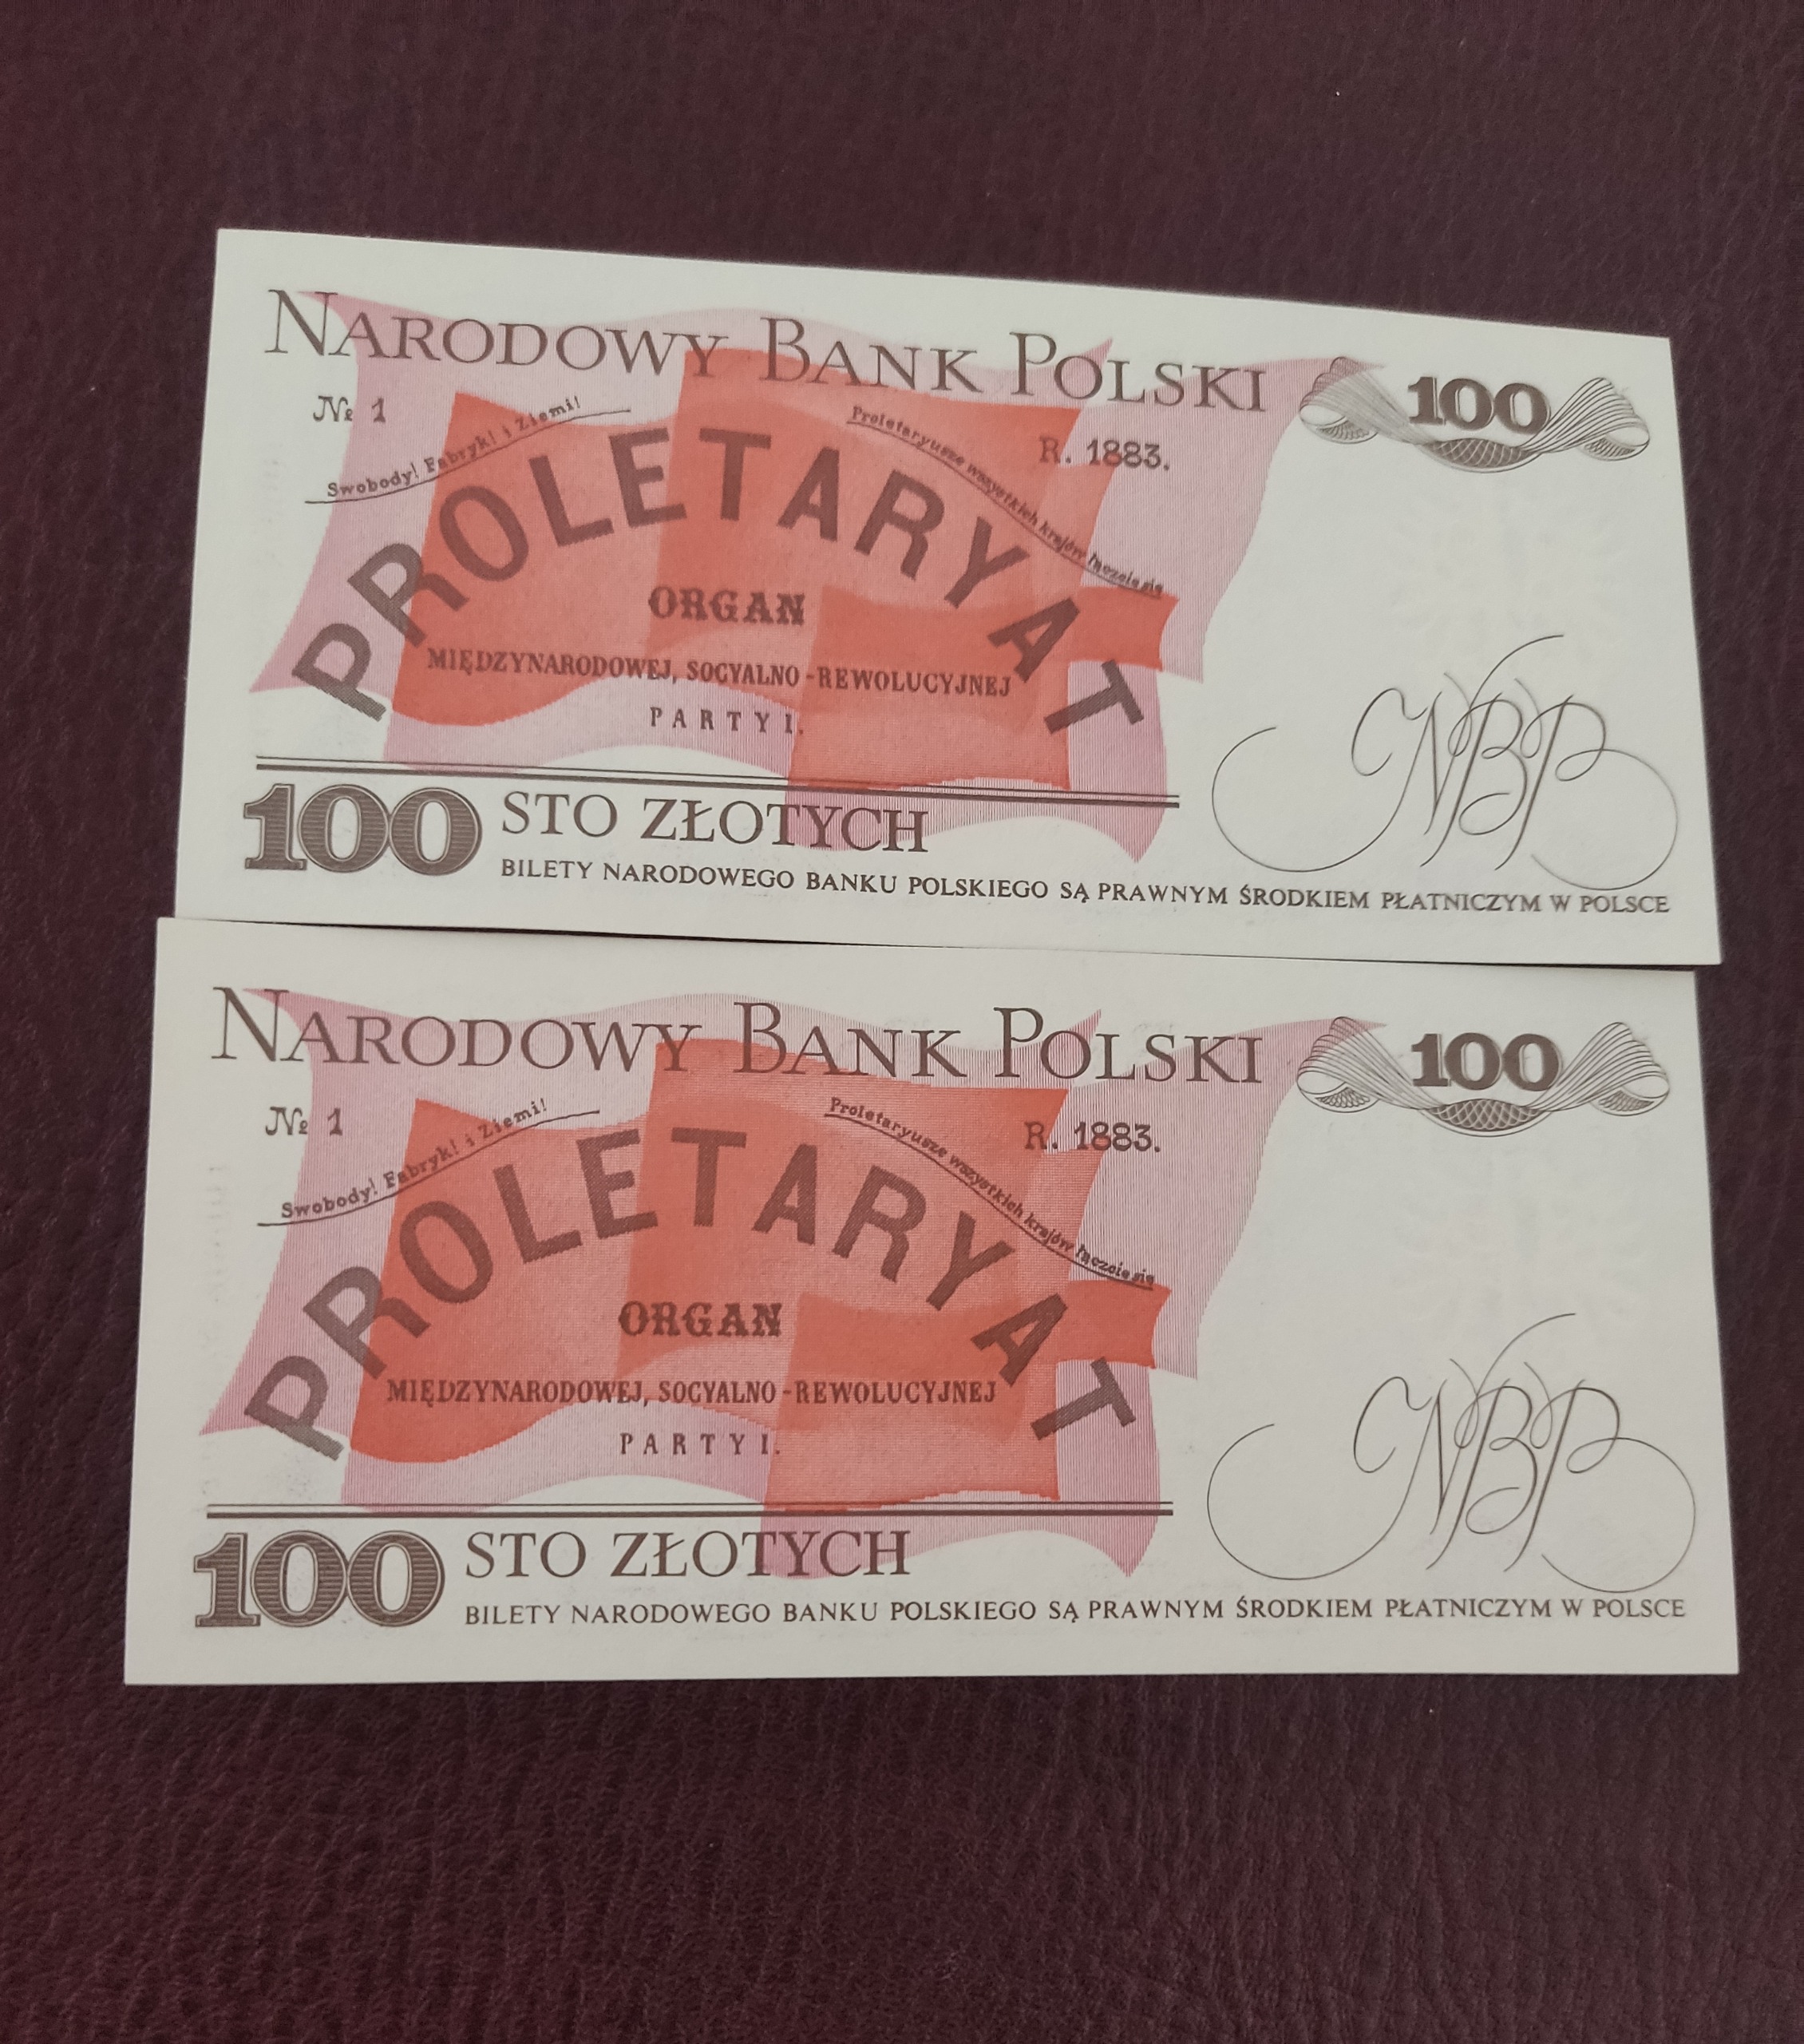 NARODOWY BANK POLSKI
100
№ 1
Swobody! Fabryk! i Ziemi!
Proletaryusze wszystkich krajów łączcie się
R. 1883.
PROLETARYAT
ORGAN
MIĘDZYNARODOWEJ, SOCYALNO-REWOLUCYJNEJ
PARTYI.
NBP
100 STO ZŁOTYCH
BILETY NARODOWEGO BANKU POLSKIEGO SĄ PRAWNYM ŚRODKIEM PŁATNICZYM W POLSCE
NARODOWY BANK POLSKI
100
№ 1
Swobody! Fabryk! i Ziemi!
Proletaryusze wszystkich krajów łączcie się
R. 1883.
PROLETARYAT
ORGAN
MIĘDZYNARODOWEJ, SOCYALNO-REWOLUCYJNEJ
PARTYI.
NBP
100 STO ZŁOTYCH
BILETY NARODOWEGO BANKU POLSKIEGO SĄ PRAWNYM ŚRODKIEM PŁATNICZYM W POLSCE